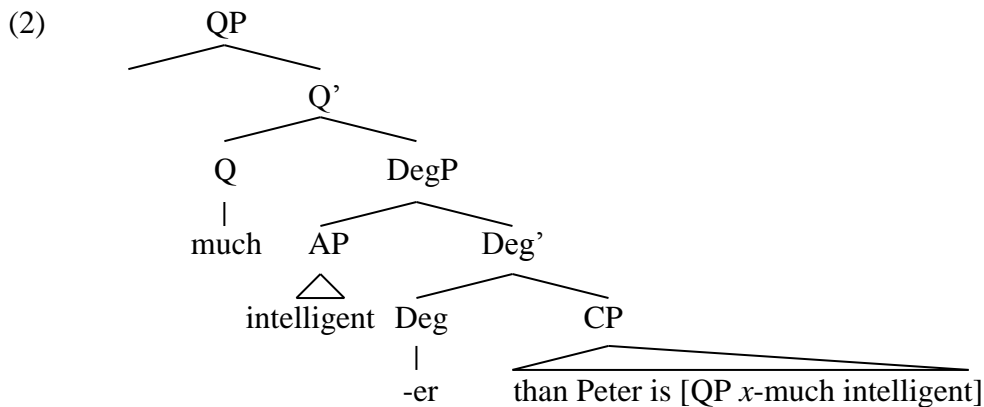 (2) QP
Q’
Q DegP
much AP Deg’
intelligent Deg CP
-er than Peter is [QP x-much intelligent]